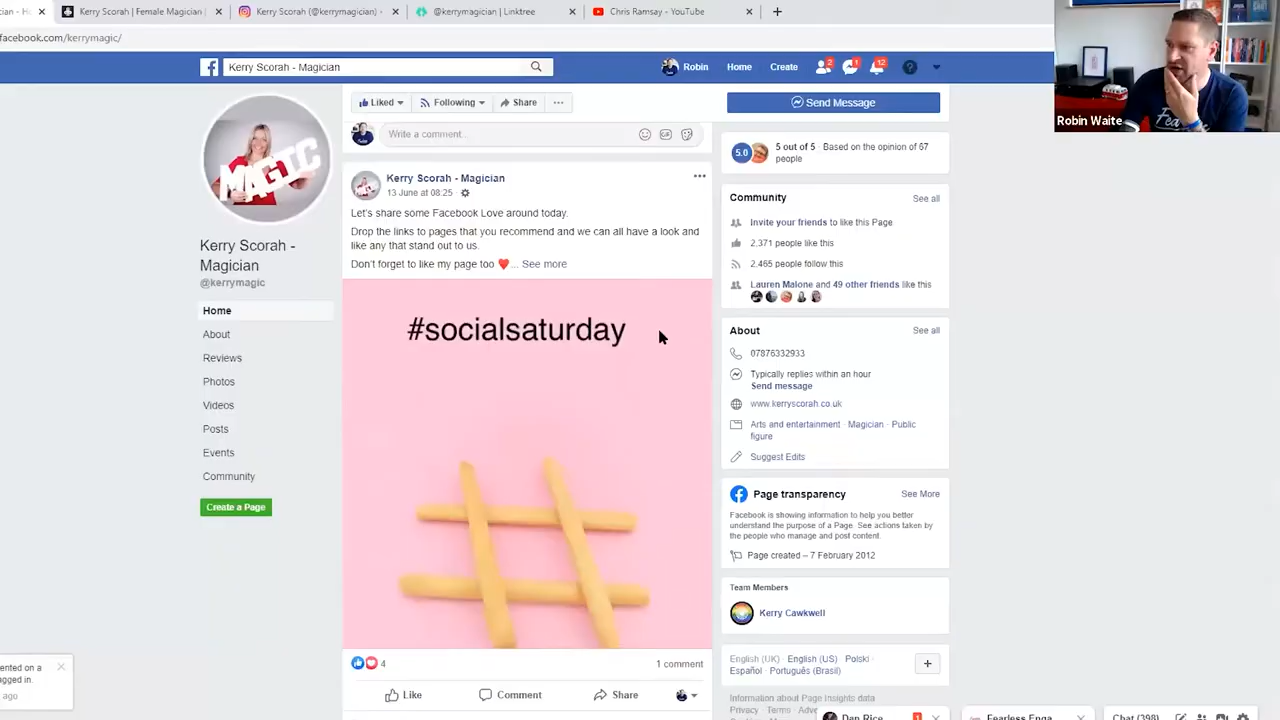 cian - H
Kerry Scorah | Female Magician
Kerry Scorah (@kerrymagician) -
@kerrymagician | Linktree
Chris Ramsay - YouTube
facebook.com/kerrymagic/
Kerry Scorah - Magician
Robin
Home
Create
2
1
12
Robin Waite
MAGIC
Kerry Scorah -
Magician
@kerrymagic
Home
About
Reviews
Photos
Videos
Posts
Events
Community
Create a Page
ented on a
agged in.
ago
Liked
Following
Share
Write a comment...
GIF
Kerry Scorah - Magician
13 June at 08:25
Let's share some Facebook Love around today.
Drop the links to pages that you recommend and we can all have a look and
like any that stand out to us.
Don't forget to like my page too ❤️... See more
#socialsaturday
4
1 comment
Like
Comment
Share
Send Message
5.0
5 out of 5 · Based on the opinion of 67
people
Community
See all
Invite your friends to like this Page
2,371 people like this
2,465 people follow this
Lauren Malone and 49 other friends like this
About
See all
07876332933
Typically replies within an hour
Send message
www.kerryscorah.co.uk
Arts and entertainment · Magician · Public
figure
Suggest Edits
Page transparency
See More
Facebook is showing information to help you better
understand the purpose of a Page. See actions taken by
the people who manage and post content.
Page created – 7 February 2012
Team Members
Kerry Cawkwell
English (UK) · English (US) · Polski ·
Español · Português (Brasil)
Information about Page Insights data
Privacy · Terms · Adve
Dan Rice
1
Fearless Enga
Chat (398)